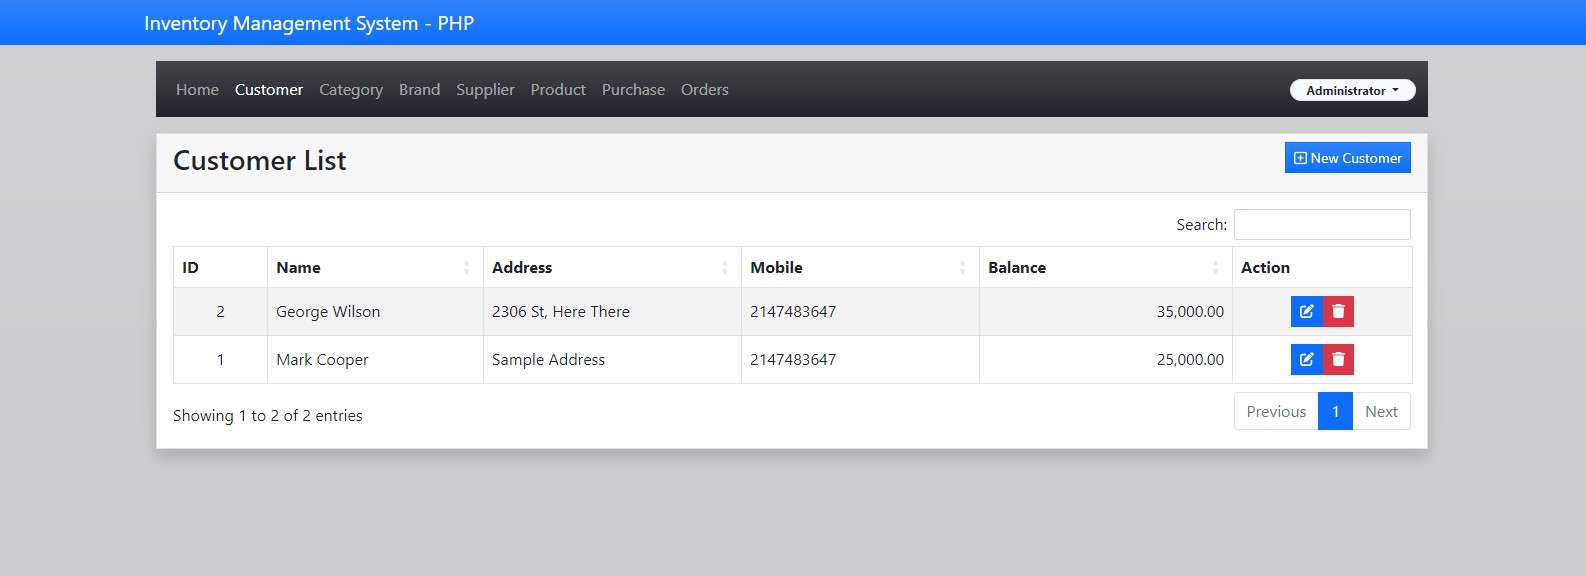 Inventory Management System - PHP
Home Customer Category Brand Supplier Product Purchase Orders Administrator
Customer List New Customer
Search:
ID Name Address Mobile Balance Action
2 George Wilson 2306 St, Here There 2147483647 35,000.00
1 Mark Cooper Sample Address 2147483647 25,000.00
Showing 1 to 2 of 2 entries Previous 1 Next